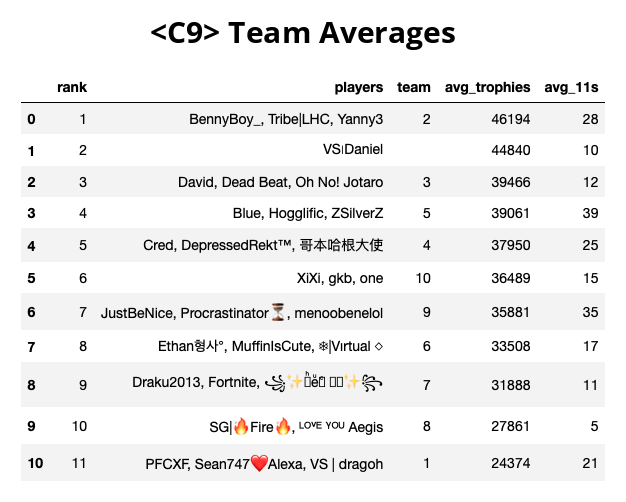 <C9> Team Averages
rank players team avg_trophies avg_11s
0 1 BennyBoy_, Tribe|LHC, Yanny3 2 46194 28
1 2 VS|Daniel 44840 10
2 3 David, Dead Beat, Oh No! Jotaro 3 39466 12
3 4 Blue, Hogglific, ZSilverZ 5 39061 39
4 5 Cred, DepressedRekt™, 哥本哈根大使 4 37950 25
5 6 XiXi, gkb, one 10 36489 15
6 7 JustBeNice, Procrastinator⏳, menoobenelol 9 35881 35
7 8 Ethan형사°, MuffinIsCute, ❄|Vırtual ◇ 6 33508 17
8 9 Draku2013, Fortnite, 7 31888 11
9 10 SG|🔥Fire🔥, ᴸᴼⱽᴱ ʸᴼᵁ Aegis 8 27861 5
10 11 PFCXF, Sean747❤️Alexa, VS | dragoh 1 24374 21